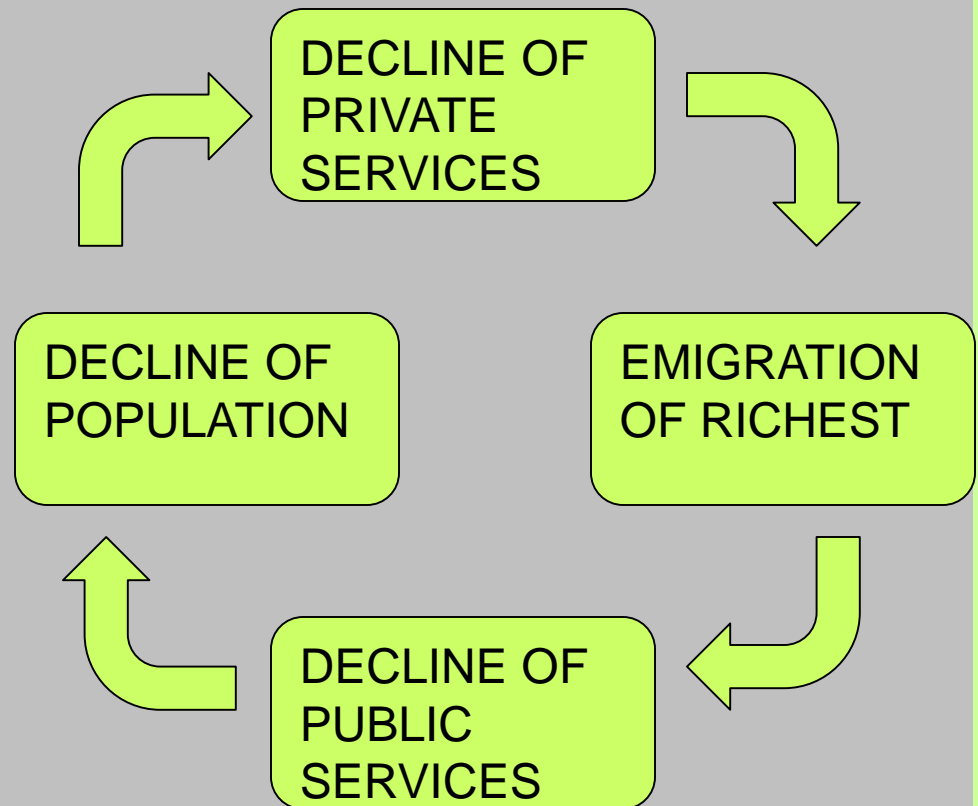 DECLINE OF
PRIVATE
SERVICES
DECLINE OF
POPULATION
EMIGRATION
OF RICHEST
DECLINE OF
PUBLIC
SERVICES